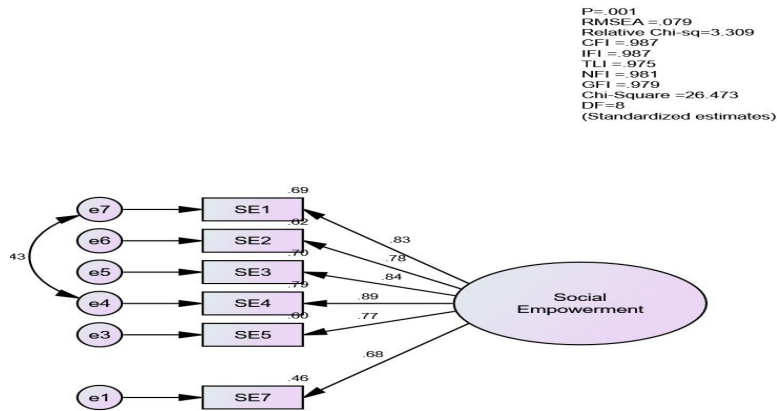 P=.001
RMSEA =.079
Relative Chi-sq=3.309
CFI =.987
IFI =.987
TLI =.975
NFI =.981
GFI =.979
Chi-Square =26.473
DF=8
(Standardized estimates)
.69
e7
SE1
.62
.83
e6
SE2
.70
.78
43
e5
SE3
.79
.84
e4
SE4
.89
.60
Social
Empowerment
e3
SE5
.77
.68
.46
e1
SE7